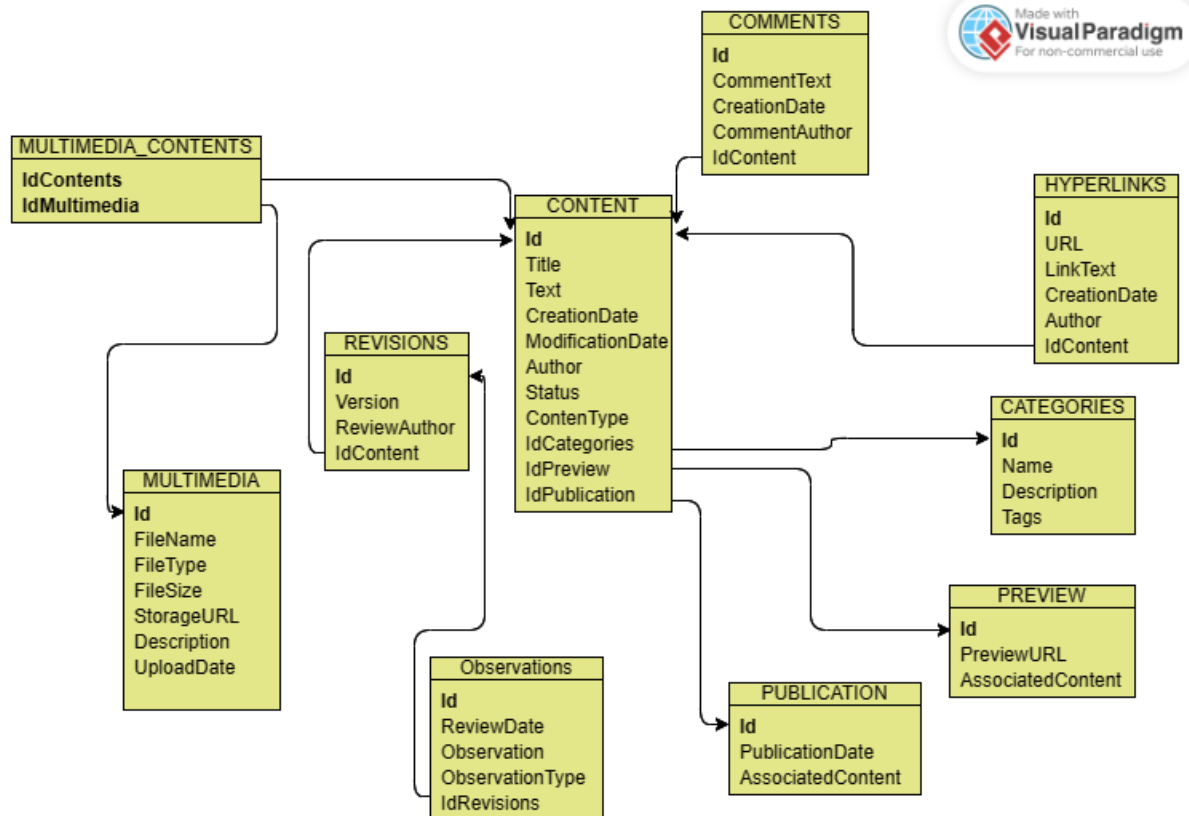 COMMENTS
Id
CommentText
CreationDate
CommentAuthor
IdContent
Made with
Visual Paradigm
For non-commercial use
MULTIMEDIA_CONTENTS
IdContents
IdMultimedia
CONTENT
Id
Title
Text
CreationDate
ModificationDate
Author
Status
ContenType
IdCategories
IdPreview
IdPublication
HYPERLINKS
Id
URL
LinkText
CreationDate
Author
IdContent
REVISIONS
Id
Version
ReviewAuthor
IdContent
CATEGORIES
Id
Name
Description
Tags
MULTIMEDIA
Id
FileName
FileType
FileSize
StorageURL
Description
UploadDate
PREVIEW
Id
PreviewURL
AssociatedContent
Observations
Id
ReviewDate
Observation
ObservationType
IdRevisions
PUBLICATION
Id
PublicationDate
AssociatedContent